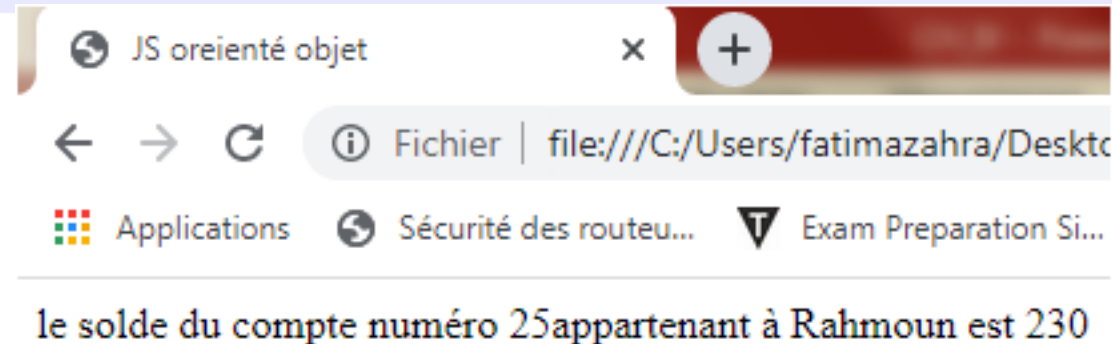 JS oreienté objet
Fichier file:///C:/Users/fatimazahra/Deskto
Applications Sécurité des routeu... Exam Preparation Si...
le solde du compte numéro 25appartenant à Rahmoun est 230